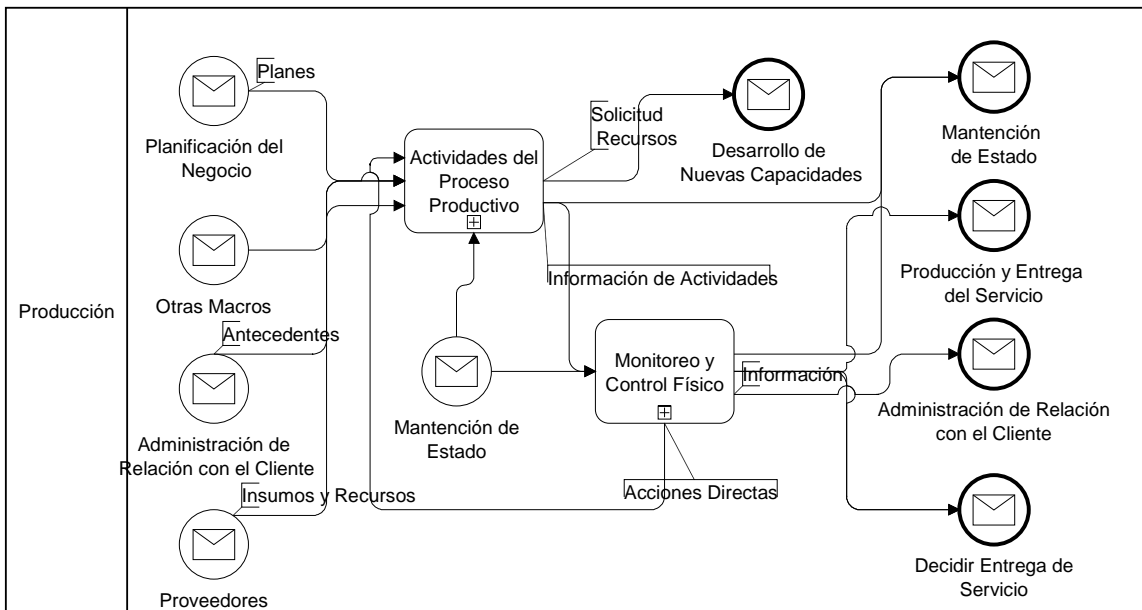 Producción
Planes
Planificación del
Negocio
Otras Macros
Antecedentes
Administración de
Relación con el Cliente
Insumos y Recursos
Proveedores
Actividades del
Proceso
Productivo
Mantención de
Estado
Solicitud
Recursos
Información de Actividades
Monitoreo y
Control Físico
Información
Acciones Directas
Desarrollo de
Nuevas Capacidades
Mantención
de Estado
Producción y Entrega
del Servicio
Administración de Relación
con el Cliente
Decidir Entrega de
Servicio